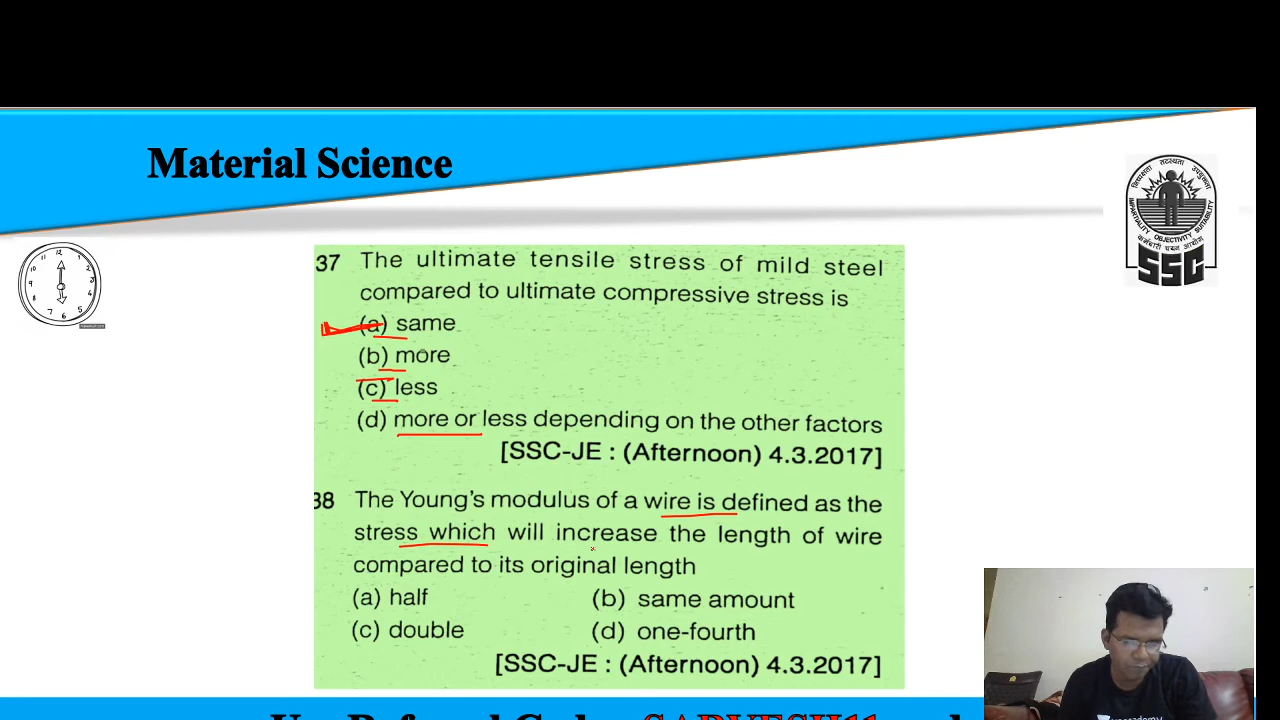 Material Science
37 The ultimate tensile stress of mild steel
compared to ultimate compressive stress is
(a) same
(b) more
(c) less
(d) more or less depending on the other factors
[SSC-JE : (Afternoon) 4.3.2017]
38 The Young's modulus of a wire is defined as the
stress which will increase the length of wire
compared to its original length
(a) half (b) same amount
(c) double (d) one-fourth
[SSC-JE : (Afternoon) 4.3.2017]
IMPARTIALITY OBJECTIVITY SUITABILITY
SSC